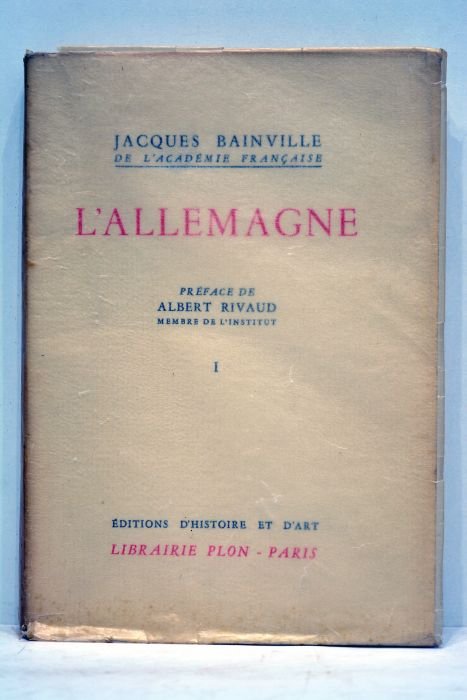 JACQUES BAINVILLE
DE L'ACADÉMIE FRANÇAISE
L'ALLEMAGNE
PRÉFACE DE
ALBERT RIVAUD
MEMBRE DE L'INSTITUT
I
ÉDITIONS D'HISTOIRE ET D'ART
LIBRAIRIE PLON - PARIS